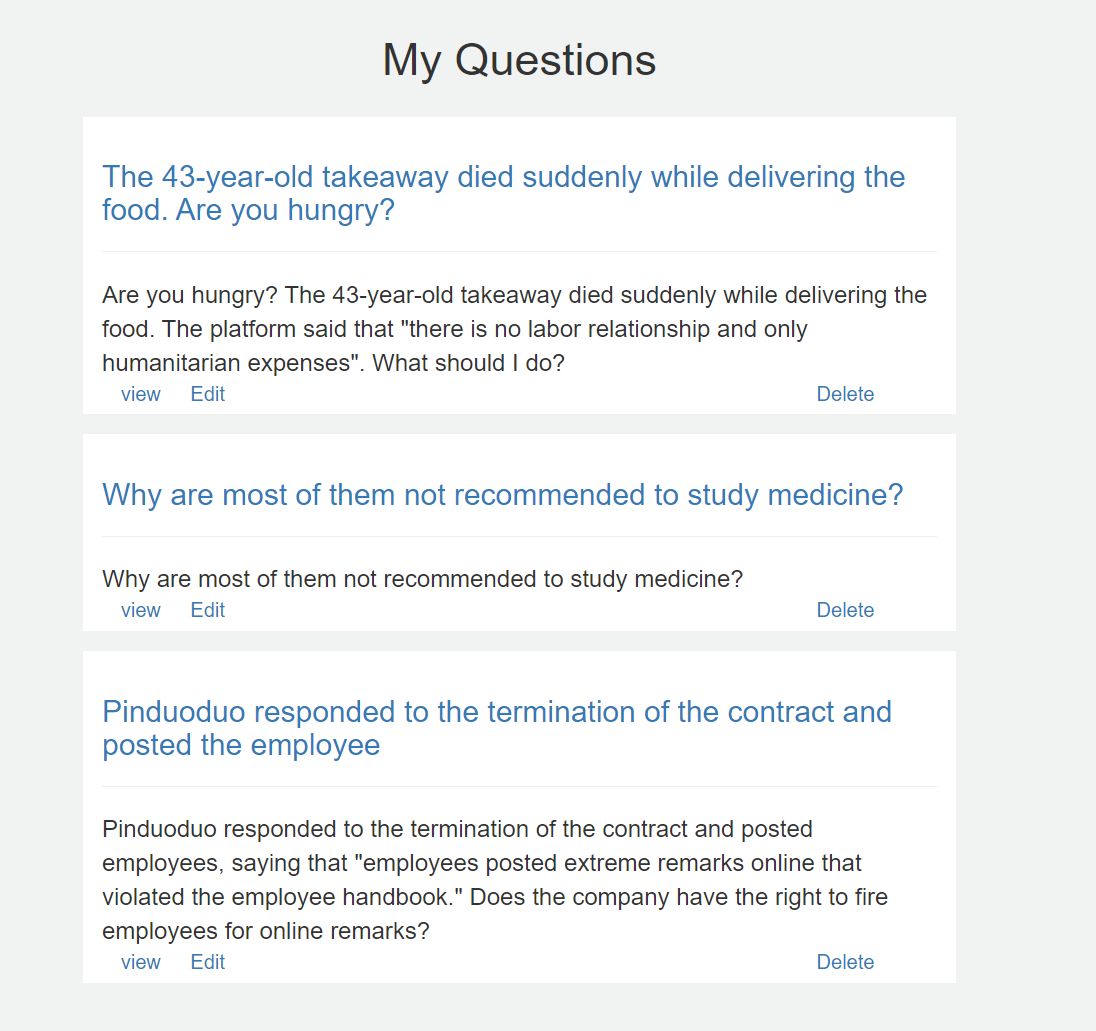 My Questions
The 43-year-old takeaway died suddenly while delivering the
food. Are you hungry?
Are you hungry? The 43-year-old takeaway died suddenly while delivering the
food. The platform said that "there is no labor relationship and only
humanitarian expenses". What should I do?
view Edit Delete
Why are most of them not recommended to study medicine?
Why are most of them not recommended to study medicine?
view Edit Delete
Pinduoduo responded to the termination of the contract and
posted the employee
Pinduoduo responded to the termination of the contract and posted
employees, saying that "employees posted extreme remarks online that
violated the employee handbook." Does the company have the right to fire
employees for online remarks?
view Edit Delete